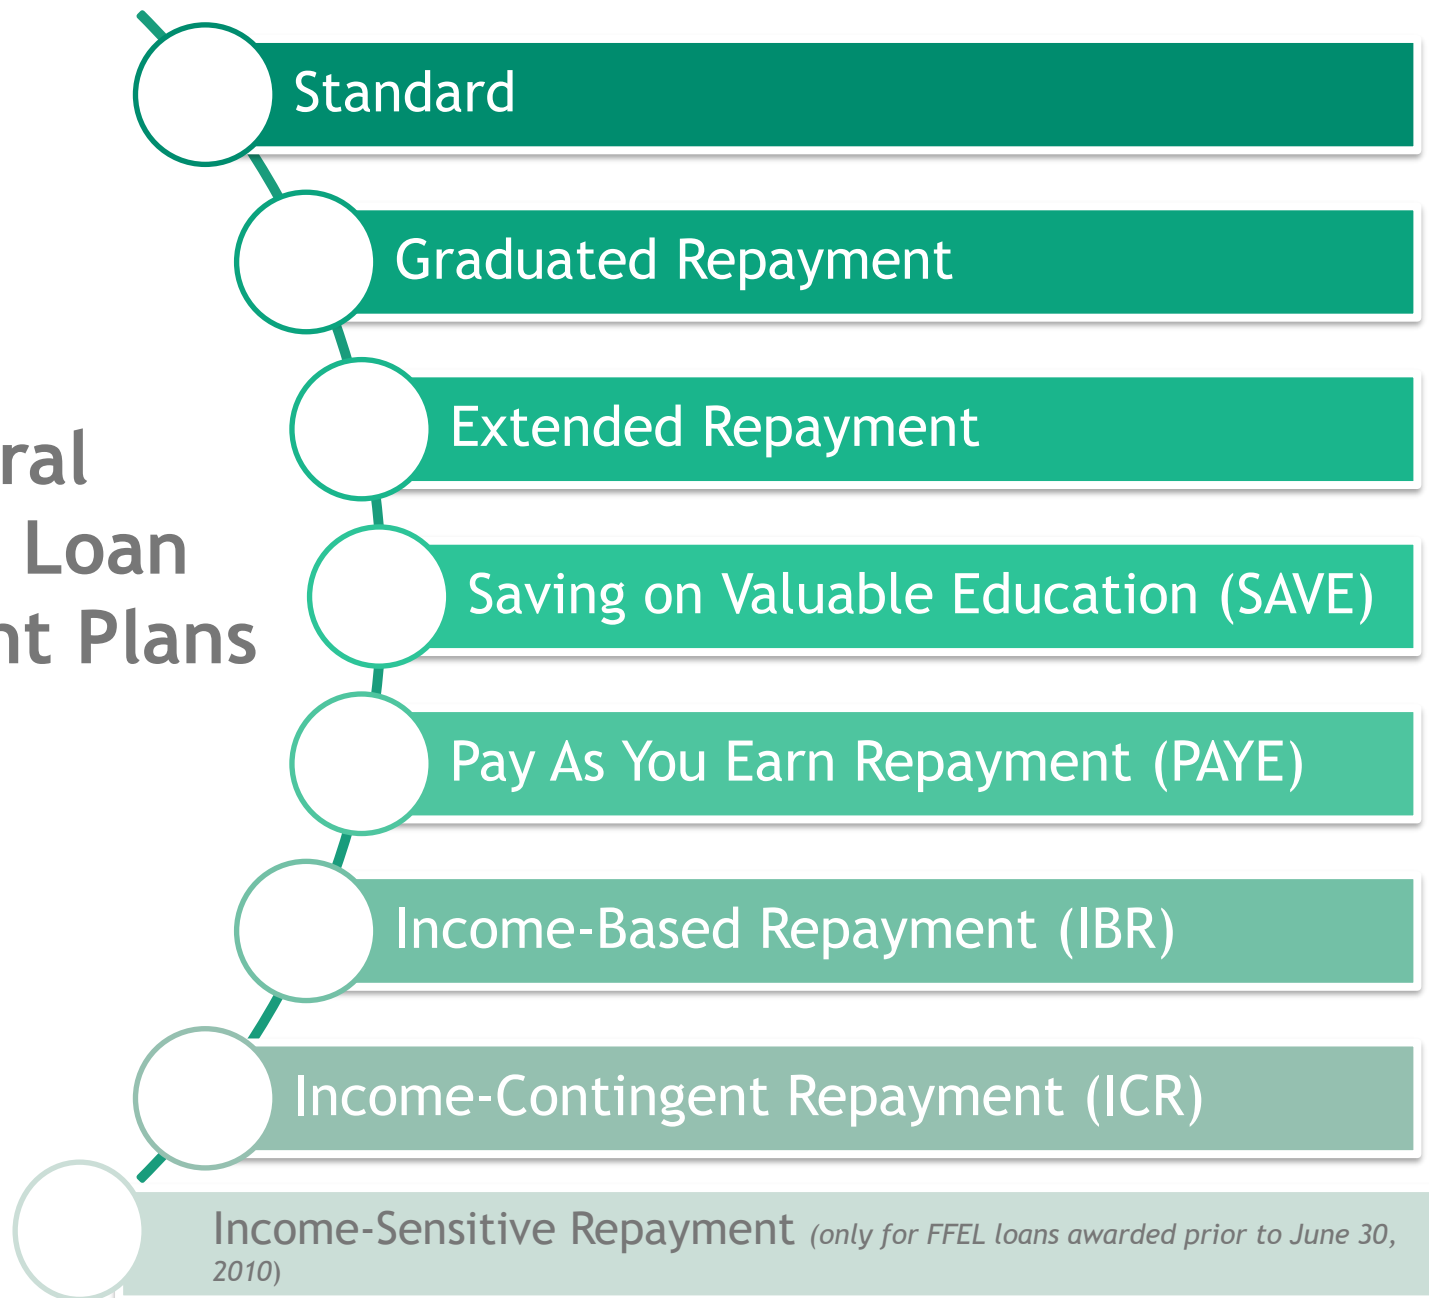 Standard
Graduated Repayment
Extended Repayment
ral
Loan
nt Plans
Saving on Valuable Education (SAVE)
Pay As You Earn Repayment (PAYE)
Income-Based Repayment (IBR)
Income-Contingent Repayment (ICR)
Income-Sensitive Repayment (only for FFEL loans awarded prior to June 30,
2010)